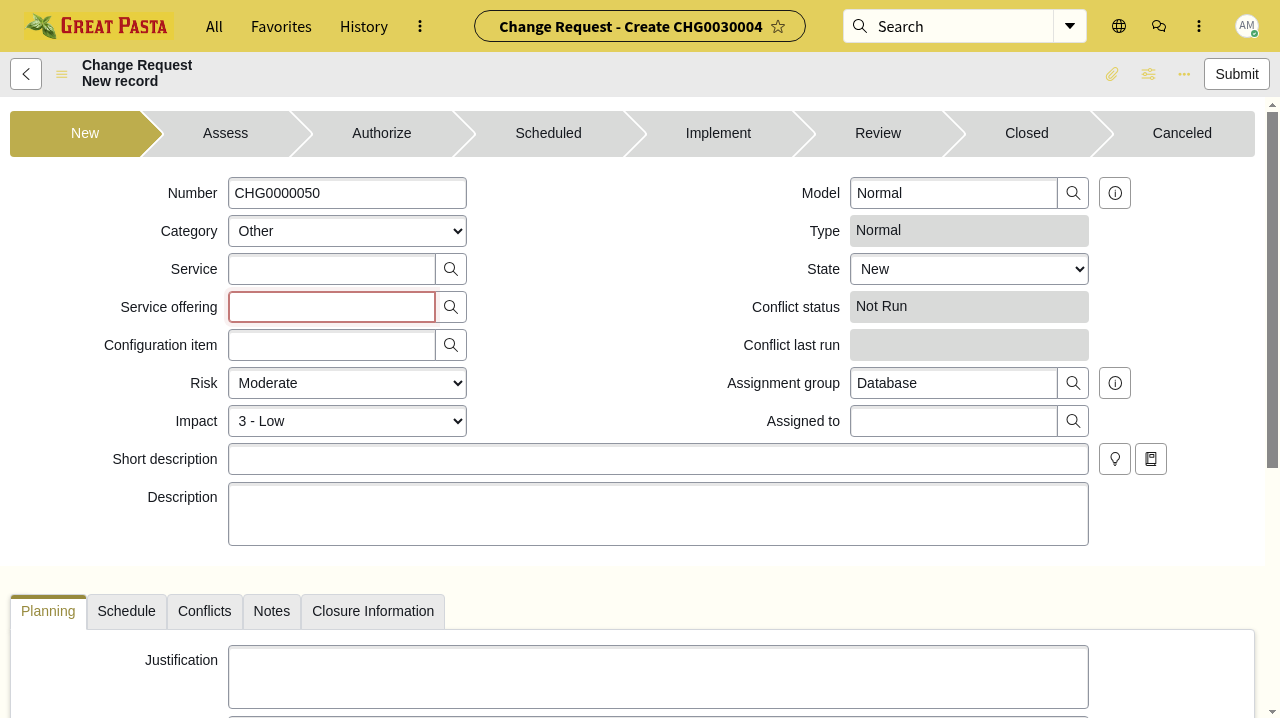 GREAT PASTA
All
Favorites
History
Change Request - Create CHG0030004
Search
AM
Change Request
New record
Submit
New
Assess
Authorize
Scheduled
Implement
Review
Closed
Canceled
Number
CHG0000050
Model
Normal
Category
Other
Type
Normal
Service
State
New
Service offering
Conflict status
Not Run
Configuration item
Conflict last run
Risk
Moderate
Assignment group
Database
Impact
3 - Low
Assigned to
Short description
Description
Planning
Schedule
Conflicts
Notes
Closure Information
Justification